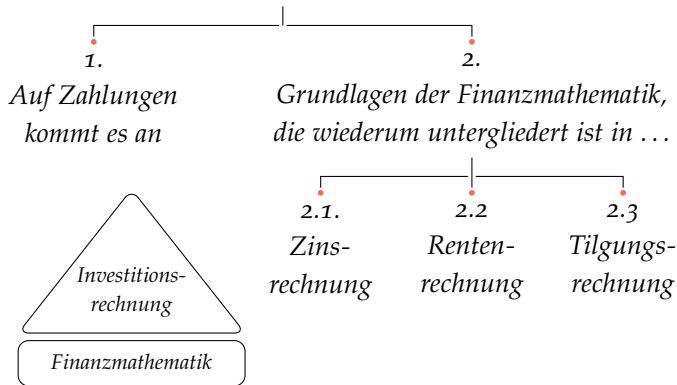 1.
Auf Zahlungen
kommt es an
2.
Grundlagen der Finanzmathematik,
die wiederum untergliedert ist in . . .
2.1.
Zins-
rechnung
2.2
Renten-
rechnung
2.3
Tilgungs-
rechnung
Investitions-
rechnung
Finanzmathematik